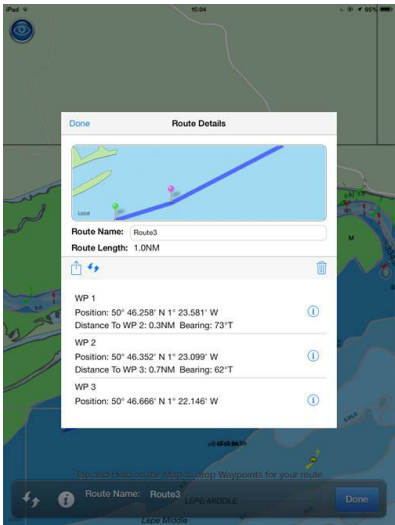 iPad
15:04
95%
Done
Route Details
Local
Route Name: Route3
Route Length: 1.0NM
WP 1
Position: 50° 46.258' N 1° 23.581' W
Distance To WP 2: 0.3NM Bearing: 73°T
WP 2
Position: 50° 46.352' N 1° 23.099' W
Distance To WP 3: 0.7NM Bearing: 62°T
WP 3
Position: 50° 46.666' N 1° 22.146' W
M
Tap and Hold on the Map to drop Waypoints for your route
Route Name: Route3
LEPE MIDDLE
Done
Lepe Middle